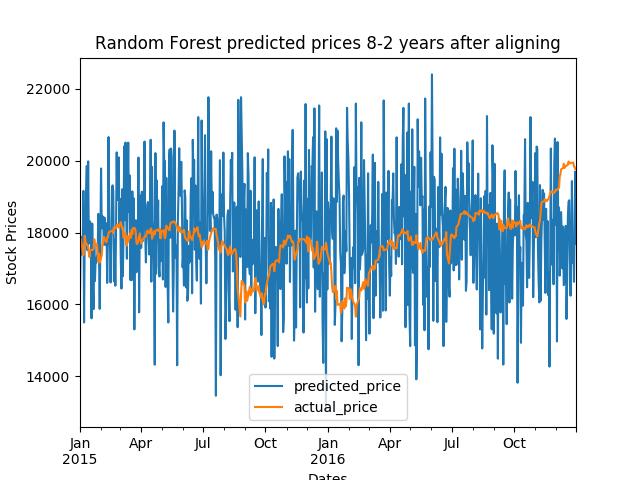 Random Forest predicted prices 8-2 years after aligning
22000
20000
18000
16000
14000
Stock Prices
predicted_price
actual_price
Jan Apr Jul Oct Jan Apr Jul Oct
2015 2016
Dates